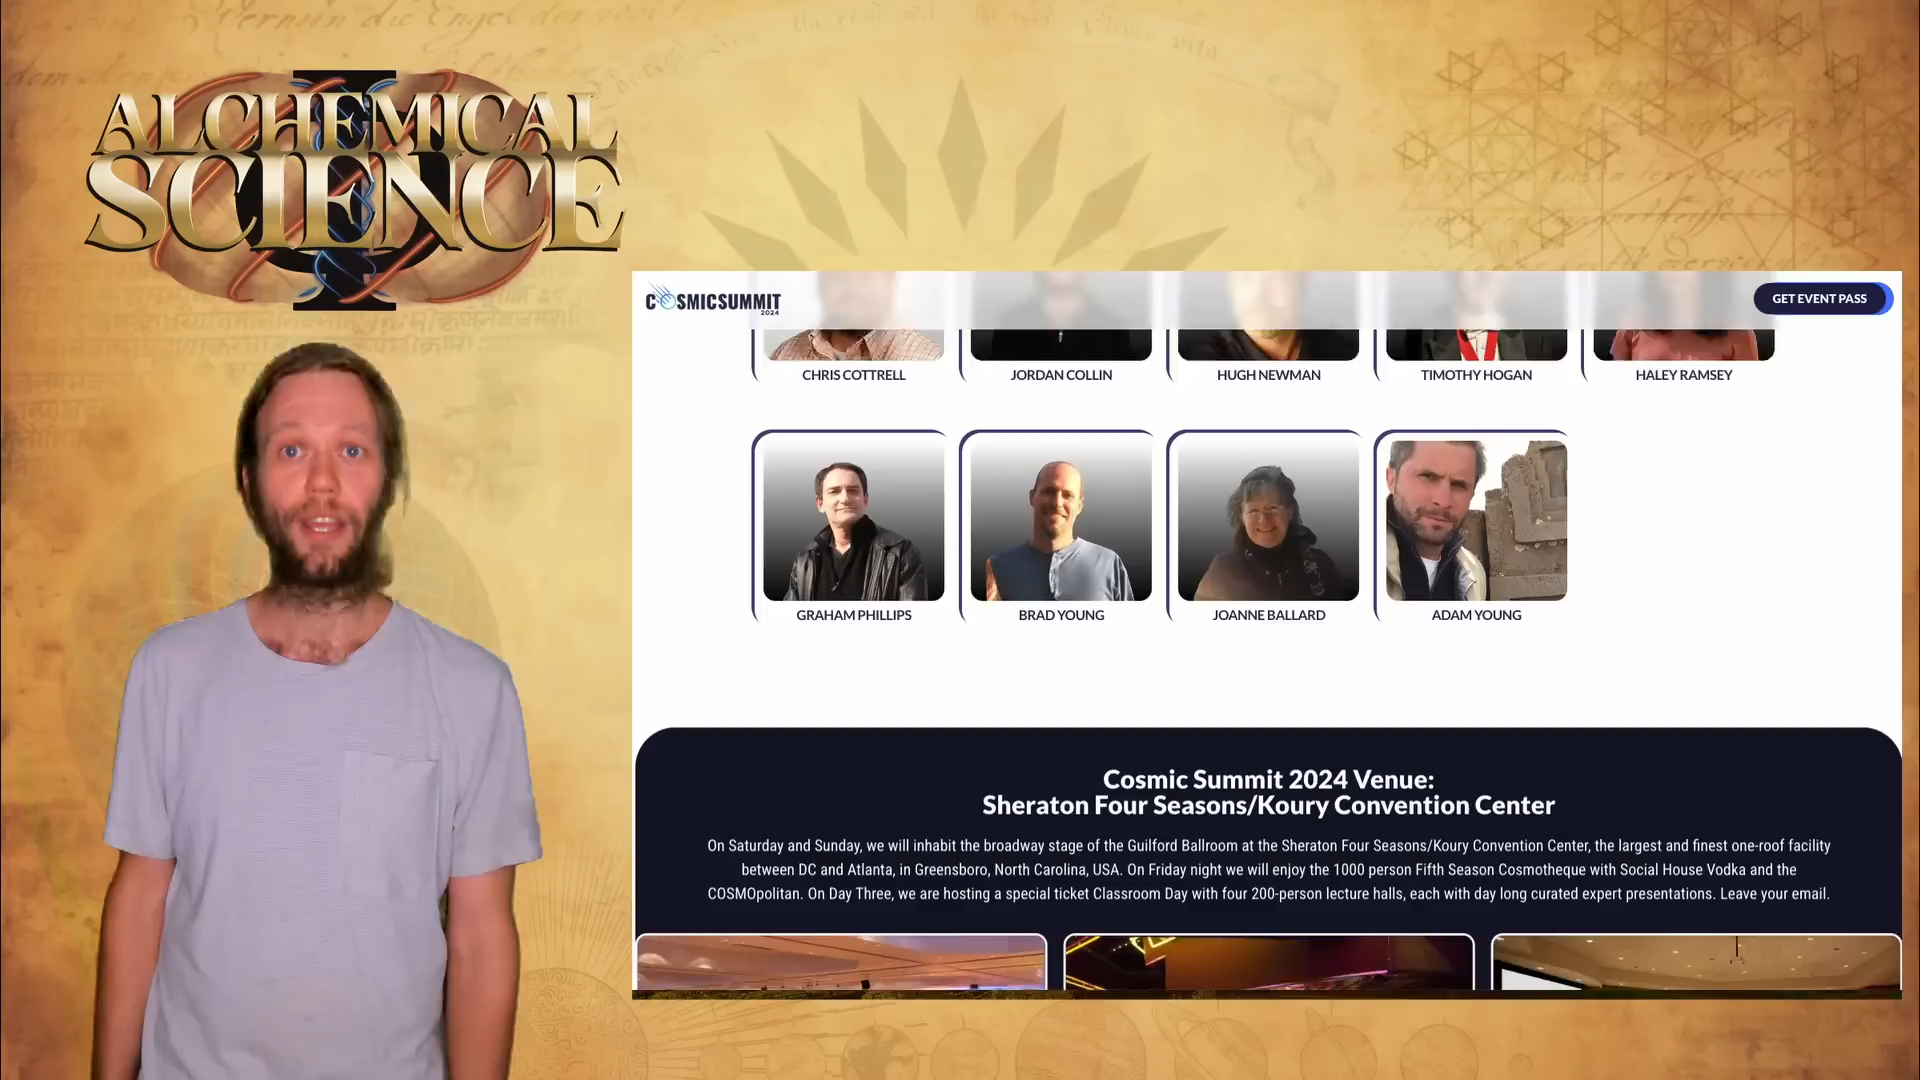 ALCHEMICAL
SCIENCE
COSMICSUMMIT
2024
GET EVENT PASS
CHRIS COTTRELL
JORDAN COLLIN
HUGH NEWMAN
TIMOTHY HOGAN
HALEY RAMSEY
GRAHAM PHILLIPS
BRAD YOUNG
JOANNE BALLARD
ADAM YOUNG
Cosmic Summit 2024 Venue:
Sheraton Four Seasons/Koury Convention Center
On Saturday and Sunday, we will inhabit the broadway stage of the Guilford Ballroom at the Sheraton Four Seasons/Koury Convention Center, the largest and finest one-roof facility
between DC and Atlanta, in Greensboro, North Carolina, USA. On Friday night we will enjoy the 1000 person Fifth Season Cosmotheque with Social House Vodka and the
COSMOpolitan. On Day Three, we are hosting a special ticket Classroom Day with four 200-person lecture halls, each with day long curated expert presentations. Leave your email.